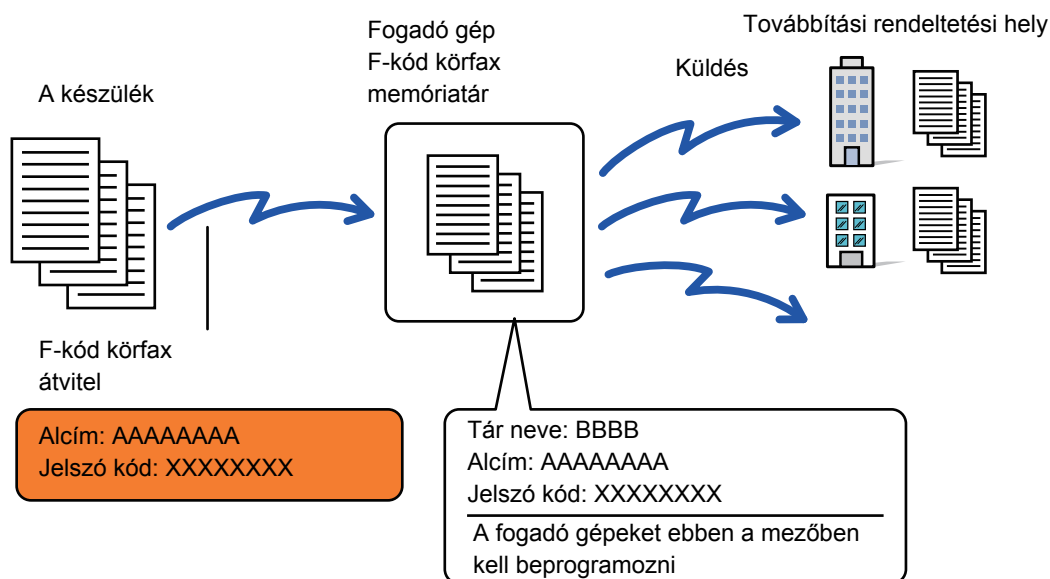 A készülék
Fogadó gép
F-kód körfax
memóriatár
Küldés
Továbbítási rendeltetési hely
F-kód körfax
átvitel
Alcím: AAAAAAAA
Jelszó kód: XXXXXXXX
Tár neve: BBBB
Alcím: AAAAAAAA
Jelszó kód: XXXXXXXX
A fogadó gépeket ebben a mezőben
kell beprogramozni